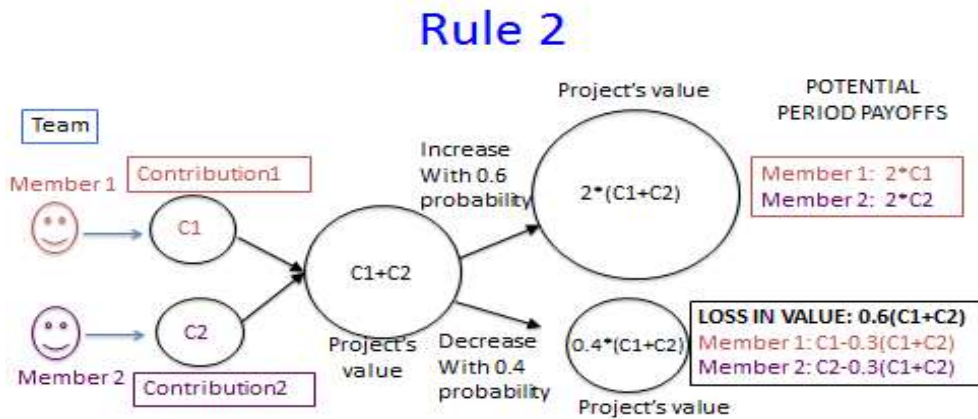 Rule 2
Team
Member 1
Contribution1
C1
Member 2
C2
Contribution2
C1+C2
Project's
value
Increase
With 0.6
probability
Decrease
With 0.4
probability
Project's value
2*(C1+C2)
0.4*(C1+C2)
Project's value
POTENTIAL
PERIOD PAYOFFS
Member 1: 2*C1
Member 2: 2*C2
LOSS IN VALUE: 0.6(C1+C2)
Member 1: C1-0.3(C1+C2)
Member 2: C2-0.3(C1+C2)